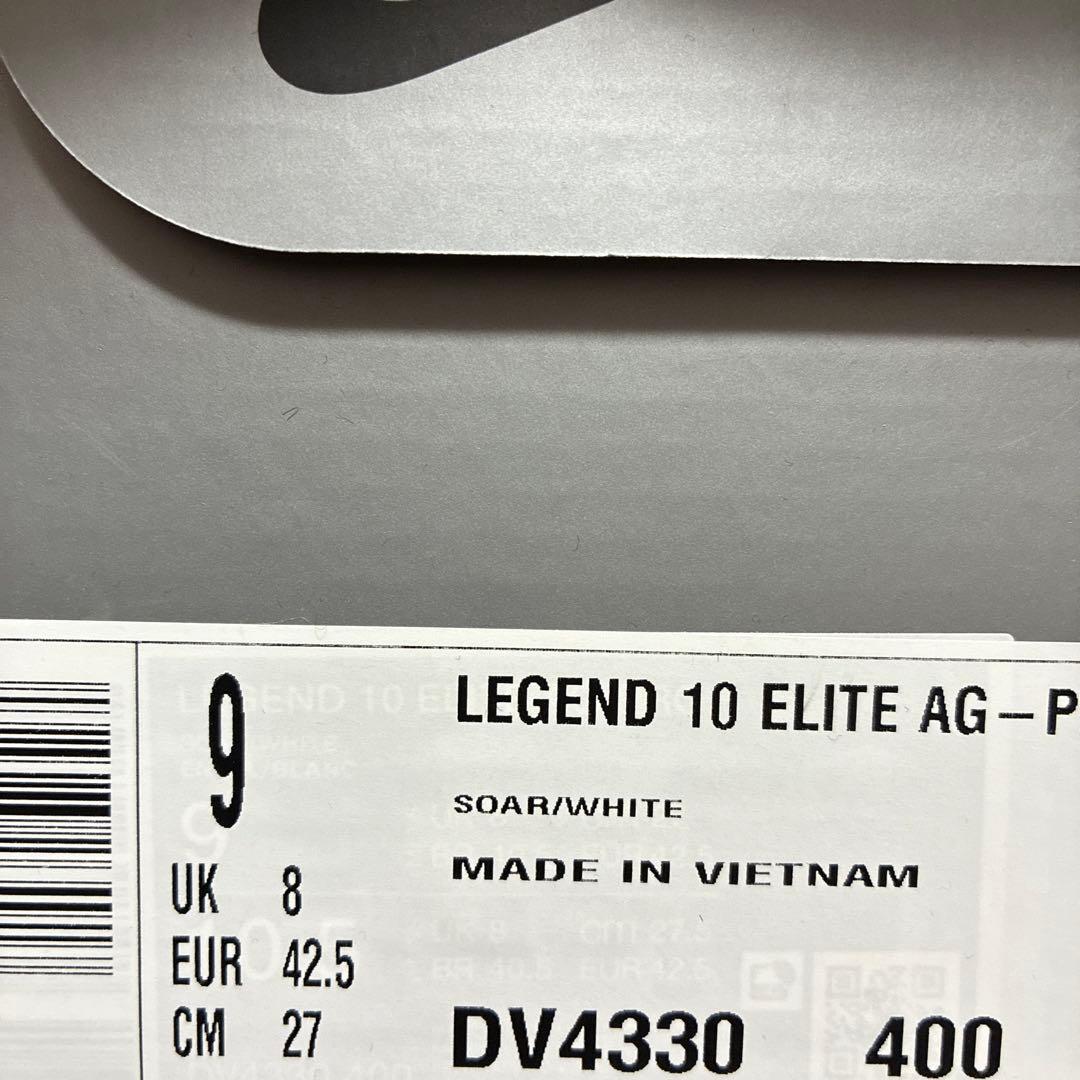 9
LEGEND 10 ELITE AG-P
SOAR/WHITE
MADE IN VIETNAM
UK 8
EUR 42.5
CM 27
DV4330 400